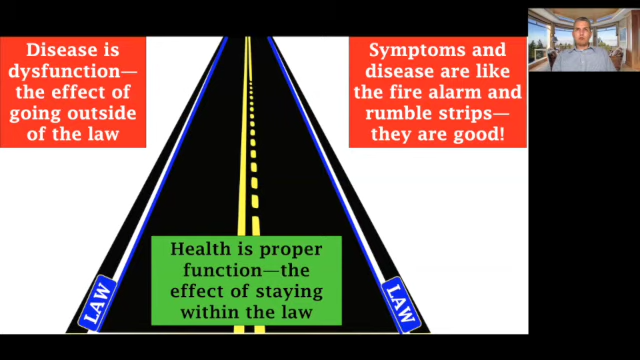 Disease is
dysfunction—
the effect of
going outside
of the law
Symptoms and
disease are like
the fire alarm and
rumble strips—
they are good!
Health is proper
function—the
effect of staying
within the law
LAW
LAW